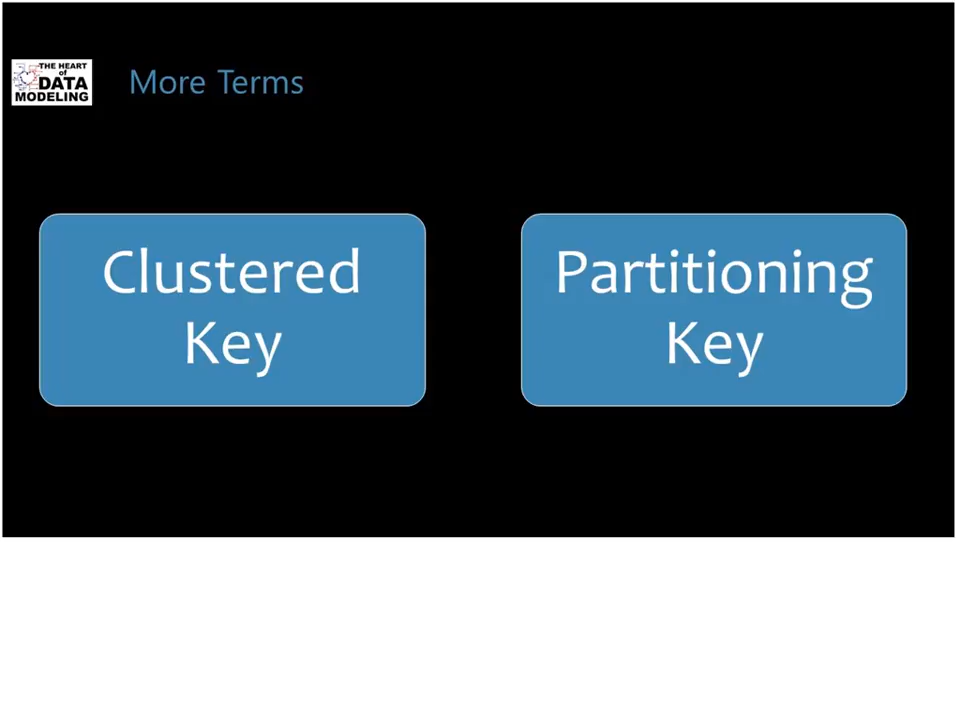 THE HEART
of
DATA
MODELING
More Terms
Clustered
Key
Partitioning
Key